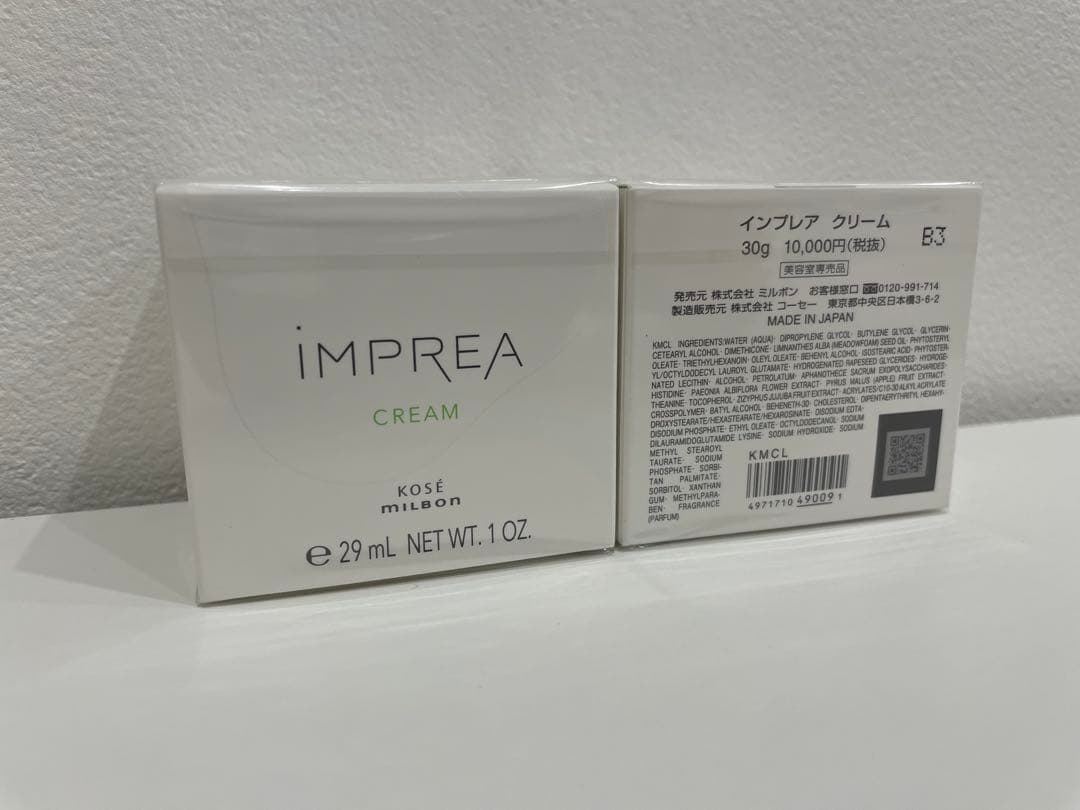 iMPREA
CREAM
KOSÉ
milbon
℮ 29 mL NET WT. 1 OZ.
インプレア クリーム
30g 10,000円(税抜)
B3
美容室専売品
発売元 株式会社 ミルボン お客様窓口 0120-991-714
製造販売元 株式会社 コーセー 東京都中央区日本橋3-6-2
MADE IN JAPAN
KMCL INGREDIENTS:WATER (AQUA)· DIPROPYLENE GLYCOL· BUTYLENE GLYCOL· GLYCERIN·
CETEARYL ALCOHOL· DIMETHICONE· LIMNANTHES ALBA (MEADOWFOAM) SEED OIL· PHYTOSTERYL
OLEATE· TRIETHYLHEXANOIN· OLEYL OLEATE· BEHENYL ALCOHOL· ISOSTEARIC ACID· PHYTOSTER-
YL/OCTYLDODECYL LAUROYL GLUTAMATE· HYDROGENATED RAPESEED GLYCERIDES· HYDROGE-
NATED LECITHIN· ALCOHOL· PETROLATUM· APHANOTHECE SACRUM EXOPOLYSACCHARIDES·
HISTIDINE· PAEONIA ALBIFLORA FLOWER EXTRACT· PYRUS MALUS (APPLE) FRUIT EXTRACT·
THEANINE· TOCOPHEROL· ZIZYPHUS JUJUBA FRUIT EXTRACT· ACRYLATES/C10-30 ALKYL ACRYLATE
CROSSPOLYMER· BATYL ALCOHOL· BEHENETH-30· CHOLESTEROL· DIPENTAERYTHRITYL HEXAHY-
DROXYSTEARATE/HEXASTEARATE/HEXAROSINATE· DISODIUM EDTA·
DISODIUM PHOSPHATE· ETHYL OLEATE· OCTYLDODECANOL· SODIUM
DILAURAMIDOGLUTAMIDE LYSINE· SODIUM HYDROXIDE· SODIUM
METHYL STEAROYL
TAURATE· SODIUM
PHOSPHATE· SORBI-
TAN PALMITATE·
SORBITOL· XANTHAN
GUM· METHYLPARA-
BEN· FRAGRANCE
(PARFUM)
KMCL
4971710 490091